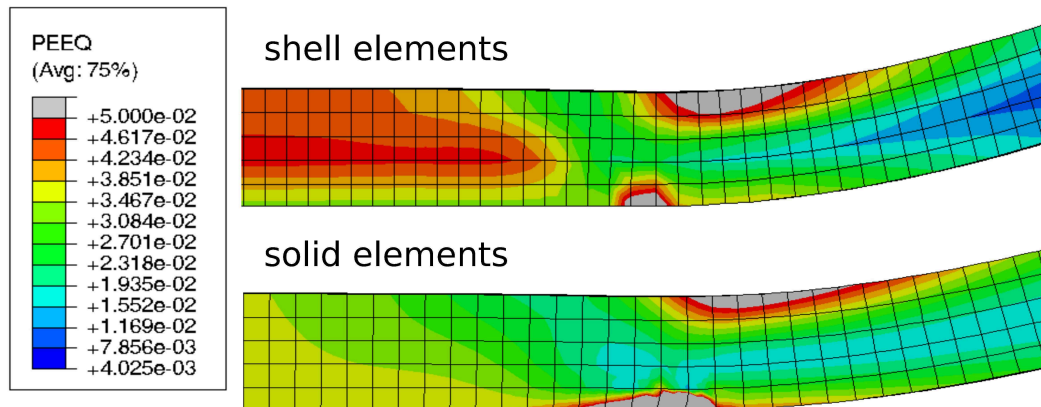 PEEQ
(Avg: 75%)
+5.000e-02
+4.617e-02
+4.234e-02
+3.851e-02
+3.467e-02
+3.084e-02
+2.701e-02
+2.318e-02
+1.935e-02
+1.552e-02
+1.169e-02
+7.856e-03
+4.025e-03
shell elements
solid elements